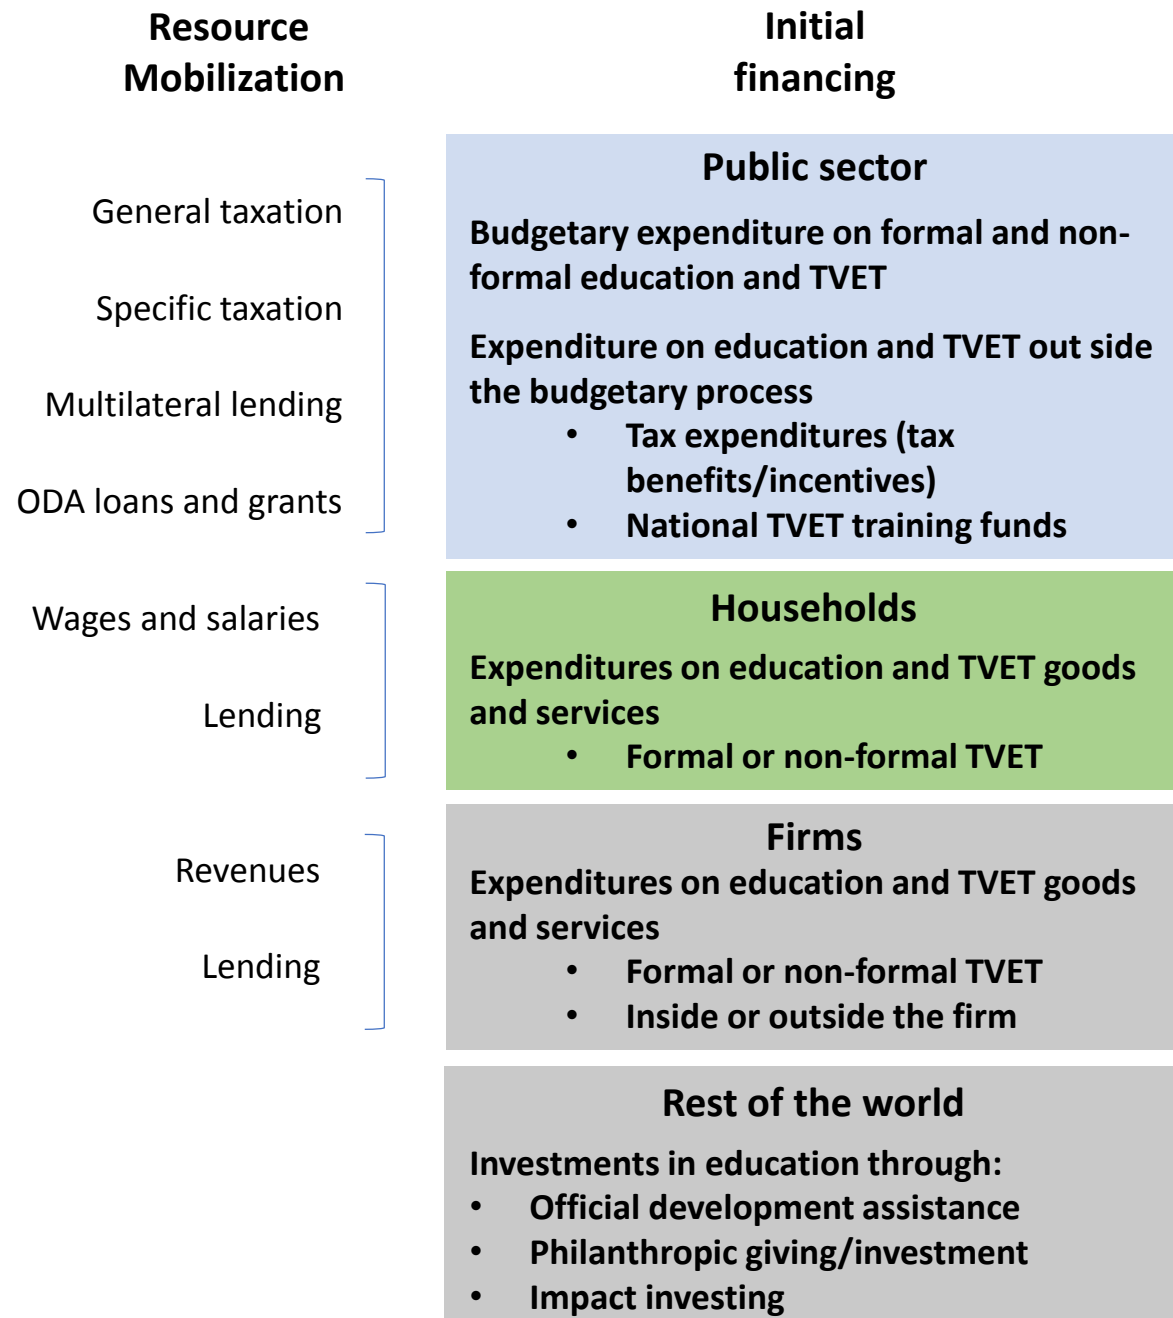 Resource
Mobilization
Initial
financing
General taxation
Specific taxation
Multilateral lending
ODA loans and grants
Public sector
Budgetary expenditure on formal and non-
formal education and TVET
Expenditure on education and TVET out side
the budgetary process
• Tax expenditures (tax
benefits/incentives)
• National TVET training funds
Wages and salaries
Lending
Households
Expenditures on education and TVET goods
and services
• Formal or non-formal TVET
Revenues
Lending
Firms
Expenditures on education and TVET goods
and services
• Formal or non-formal TVET
• Inside or outside the firm
Rest of the world
Investments in education through:
• Official development assistance
• Philanthropic giving/investment
• Impact investing